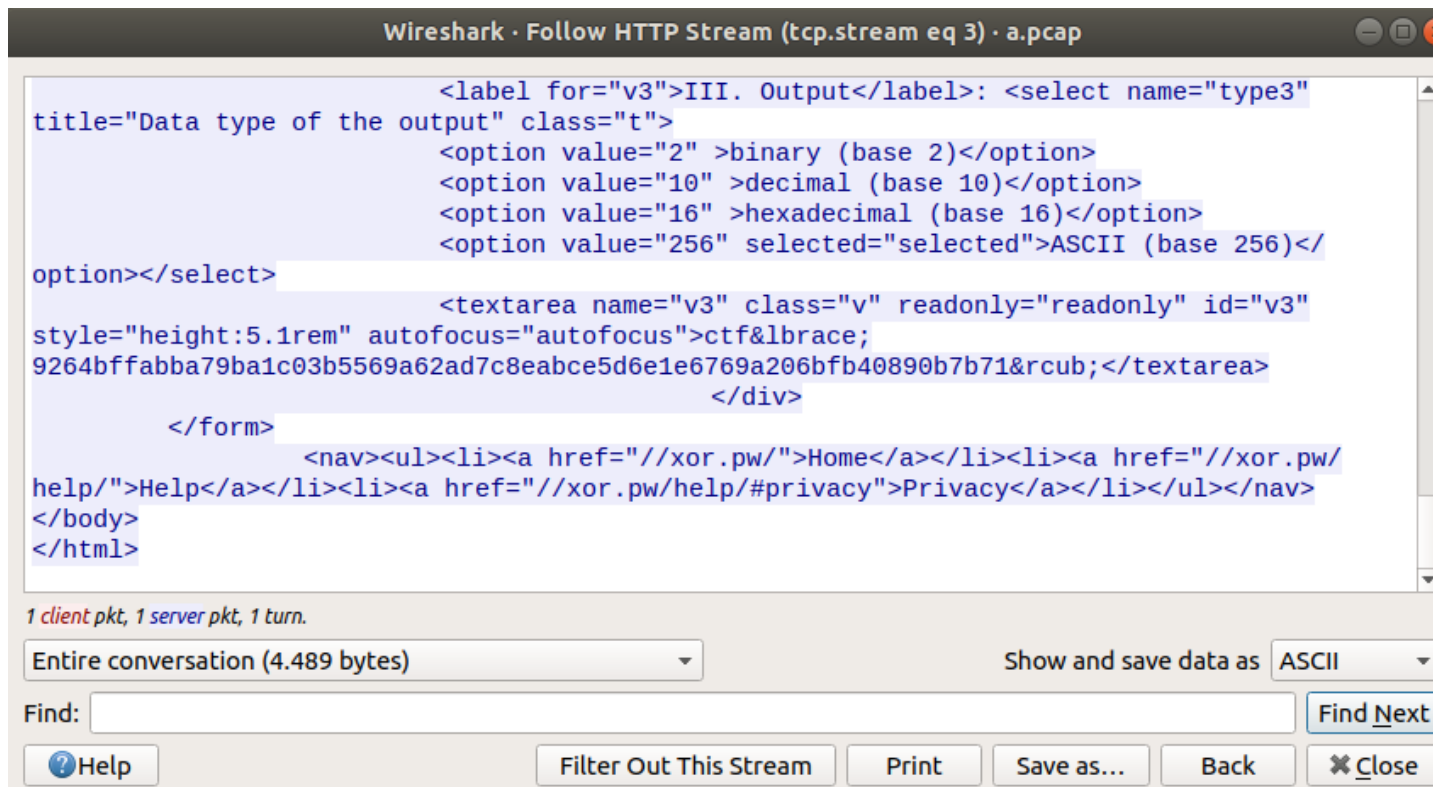 Wireshark · Follow HTTP Stream (tcp.stream eq 3) · a.pcap
<label for="v3">III. Output</label>: <select name="type3"
title="Data type of the output" class="t">
<option value="2" >binary (base 2)</option>
<option value="10" >decimal (base 10)</option>
<option value="16" >hexadecimal (base 16)</option>
<option value="256" selected="selected">ASCII (base 256)</
option></select>
<textarea name="v3" class="v" readonly="readonly" id="v3"
style="height:5.1rem" autofocus="autofocus">ctf&lbrace;
9264bffabba79ba1c03b5569a62ad7c8eabce5d6e1e6769a206bfb40890b7b71&rcub;</textarea>
</div>
</form>
<nav><ul><li><a href="//xor.pw/">Home</a></li><li><a href="//xor.pw/
help/">Help</a></li><li><a href="//xor.pw/help/#privacy">Privacy</a></li></ul></nav>
</body>
</html>
1 client pkt, 1 server pkt, 1 turn.
Entire conversation (4.489 bytes)
Show and save data as ASCII
Find:
Find Next
Help
Filter Out This Stream
Print
Save as…
Back
Close